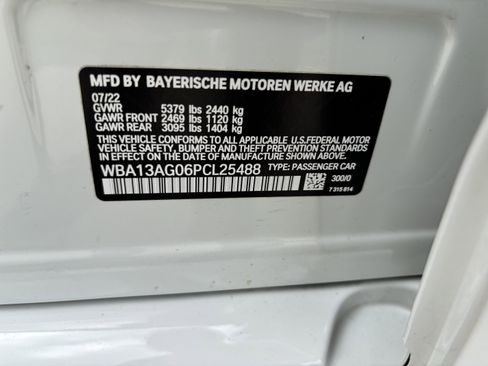 MFD BY BAYERISCHE MOTOREN WERKE AG
07/22
GVWR 5379 lbs 2440 kg
GAWR FRONT 2469 lbs 1120 kg
GAWR REAR 3095 lbs 1404 kg
THIS VEHICLE CONFORMS TO ALL APPLICABLE U.S.FEDERAL MOTOR
VEHICLE SAFETY, BUMPER AND THEFT PREVENTION STANDARDS
IN EFFECT ON THE DATE OF MANUFACTURE SHOWN ABOVE.
WBA13AG06PCL25488 TYPE: PASSENGER CAR
300/0
7 315 814